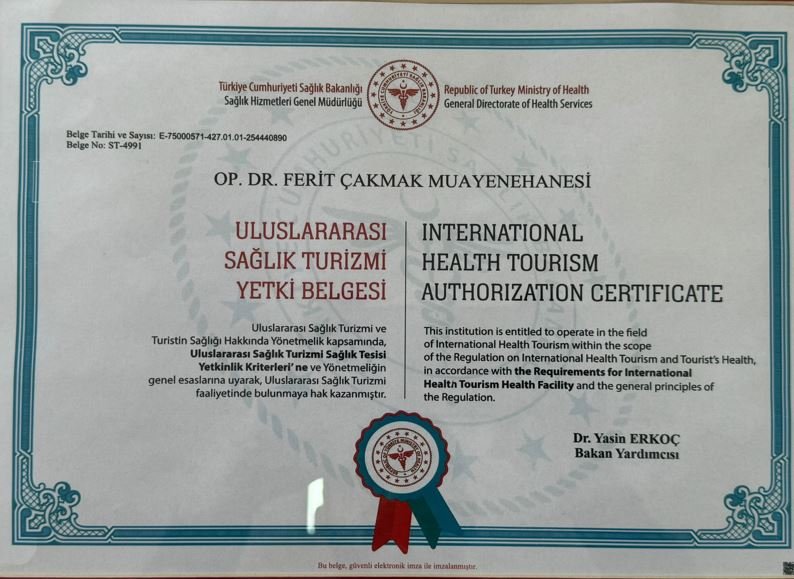 Türkiye Cumhuriyeti Sağlık Bakanlığı
Sağlık Hizmetleri Genel Müdürlüğü
Republic of Turkey Ministry of Health
General Directorate of Health Services
Belge Tarihi ve Sayısı: E-75000571-427.01.01-254440890
Belge No: ST-4991
OP. DR. FERİT ÇAKMAK MUAYENEHANESİ
ULUSLARARASI
SAĞLIK TURİZMİ
YETKİ BELGESİ
INTERNATIONAL
HEALTH TOURISM
AUTHORIZATION CERTIFICATE
Uluslararası Sağlık Turizmi ve
Turistin Sağlığı Hakkında Yönetmelik kapsamında,
Uluslararası Sağlık Turizmi Sağlık Tesisi
Yetkinlik Kriterleri'ne ve Yönetmeliğin
genel esaslarına uyarak, Uluslararası Sağlık Turizmi
faaliyetinde bulunmaya hak kazanmıştır.
This institution is entitled to operate in the field
of International Health Tourism within the scope
of the Regulation on International Health Tourism and Tourist's Health,
in accordance with the Requirements for International
Health Tourism Health Facility and the general principles of
the Regulation.
Dr. Yasin ERKOÇ
Bakan Yardımcısı
Bu belge, güvenli elektronik imza ile imzalanmıştır.